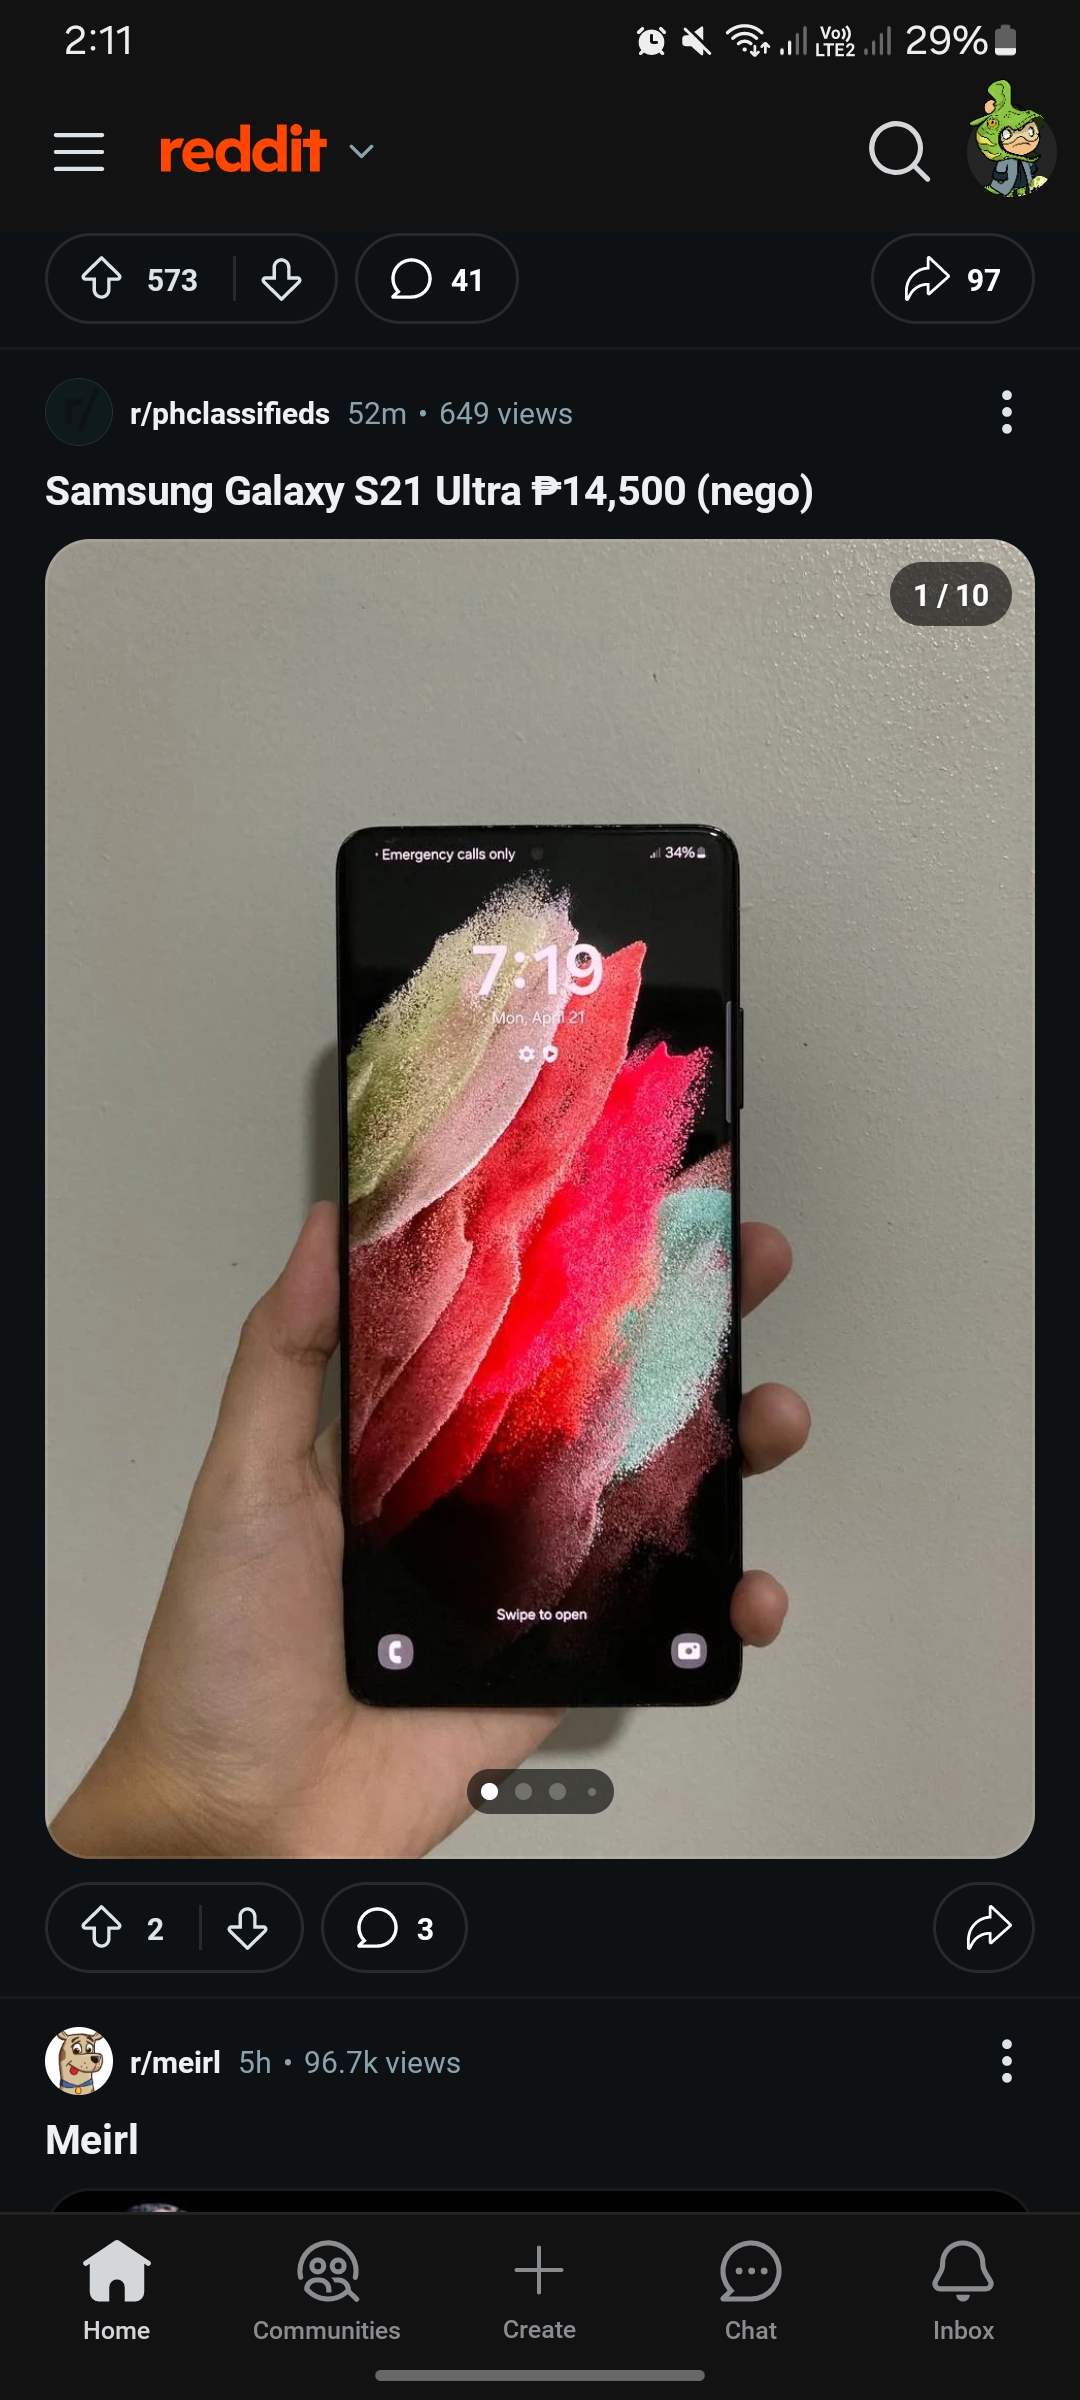 2:11
Vo)) LTE2
29%
reddit
573
41
97
r/
r/phclassifieds 52m • 649 views
Samsung Galaxy S21 Ultra ₱14,500 (nego)
1 / 10
Emergency calls only
34%
7:19
Mon, April 21
Swipe to open
2
3
r/meirl 5h • 96.7k views
Meirl
Home
Communities
Create
Chat
Inbox